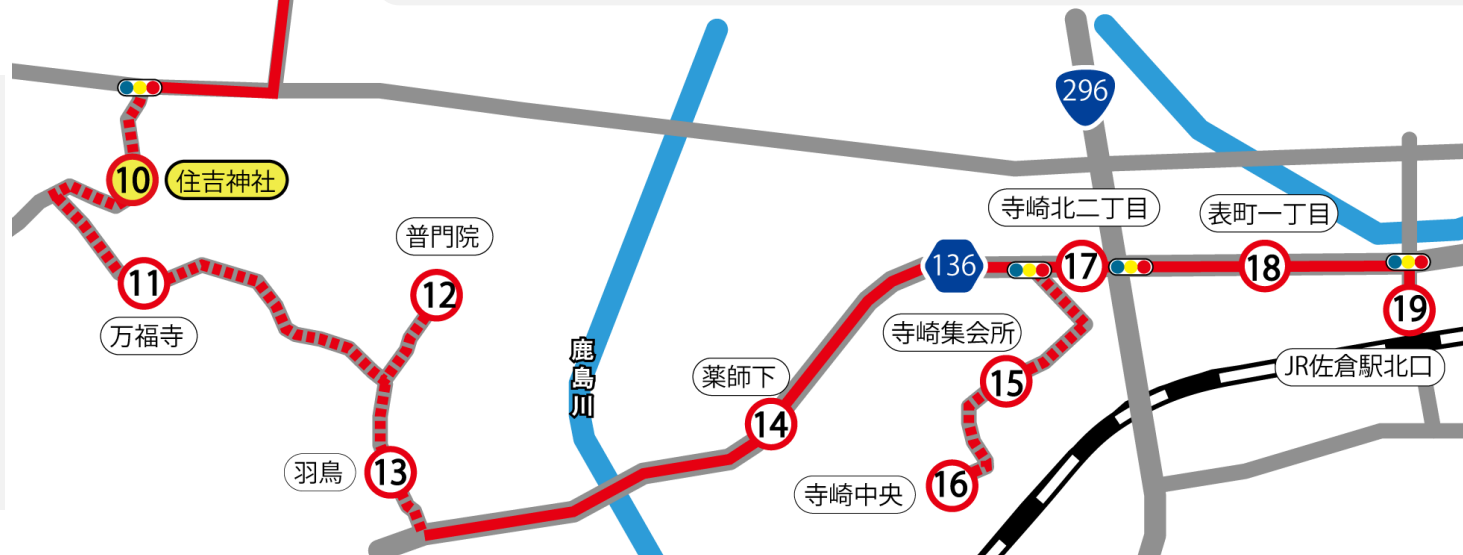 296
10
住吉神社
寺崎北二丁目
表町一丁目
普門院
136
17
18
11
12
19
万福寺
寺崎集会所
鹿島川
JR佐倉駅北口
薬師下
15
14
羽鳥
13
寺崎中央
16